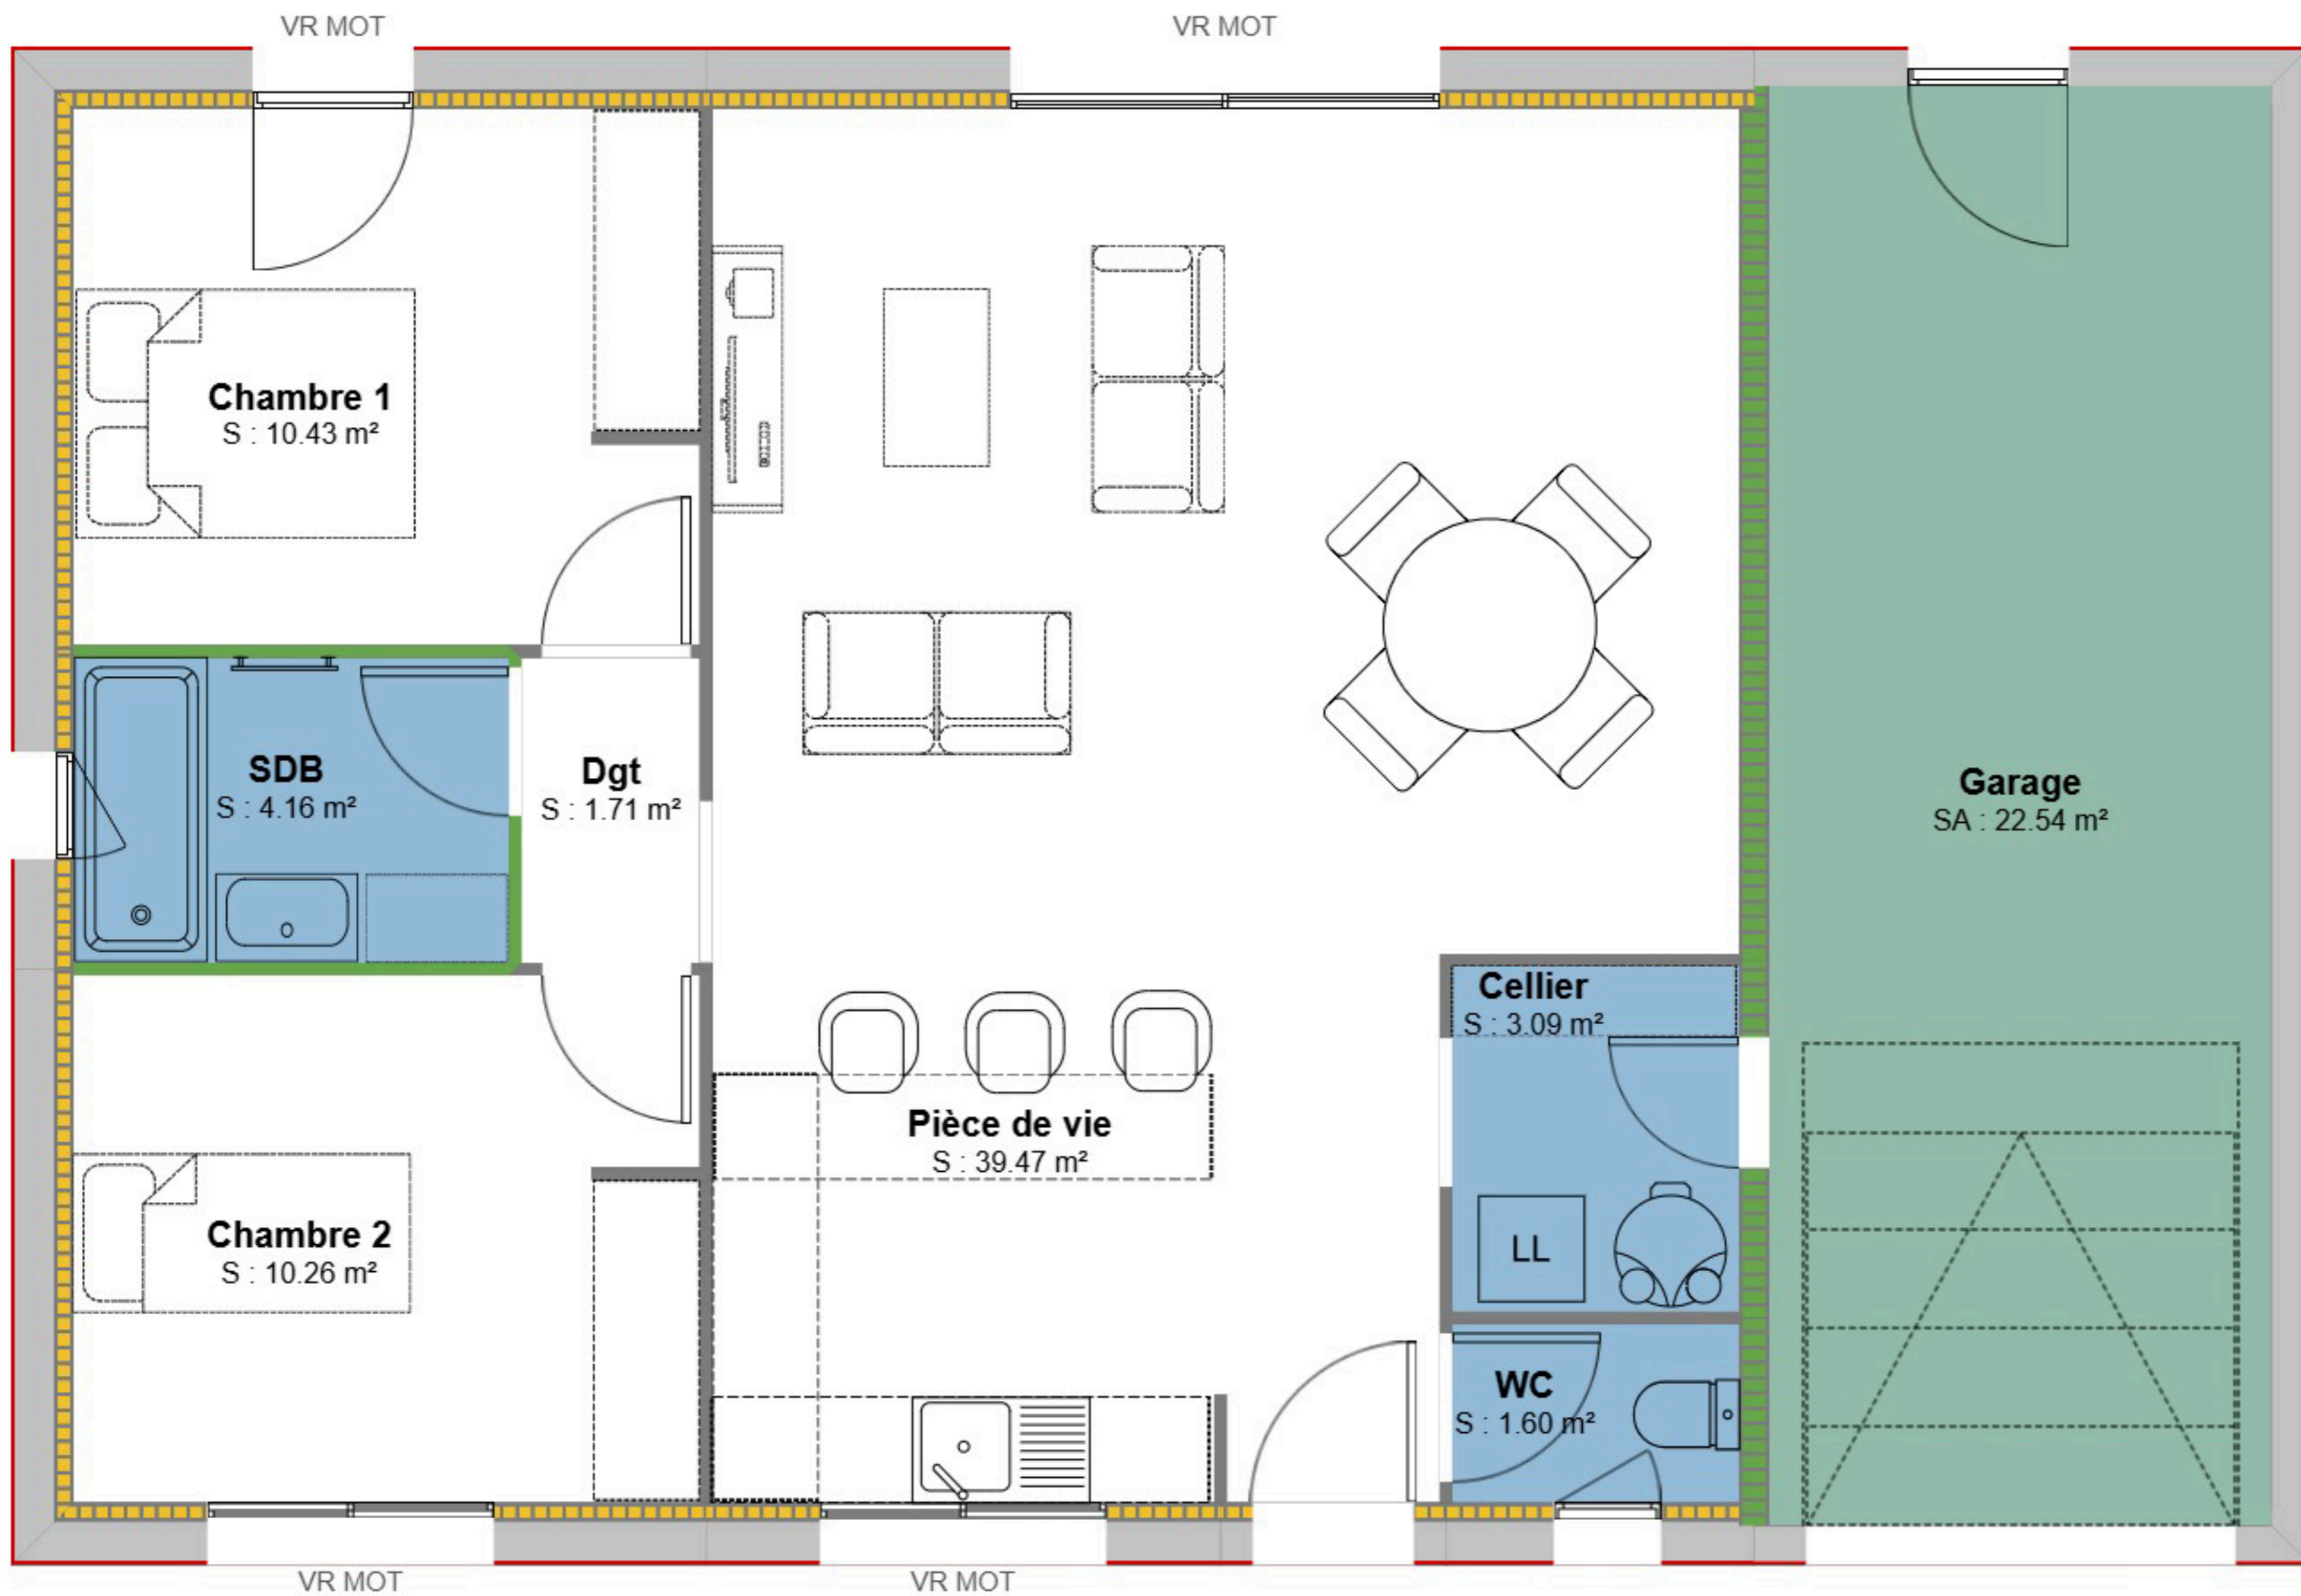 VR MOT
VR MOT
Chambre 1
S : 10.43 m²
SDB
S : 4.16 m²
Dgt
S : 1.71 m²
Garage
SA : 22.54 m²
Cellier
S : 3.09 m²
Pièce de vie
S : 39.47 m²
Chambre 2
S : 10.26 m²
LL
WC
S : 1.60 m²
VR MOT
VR MOT